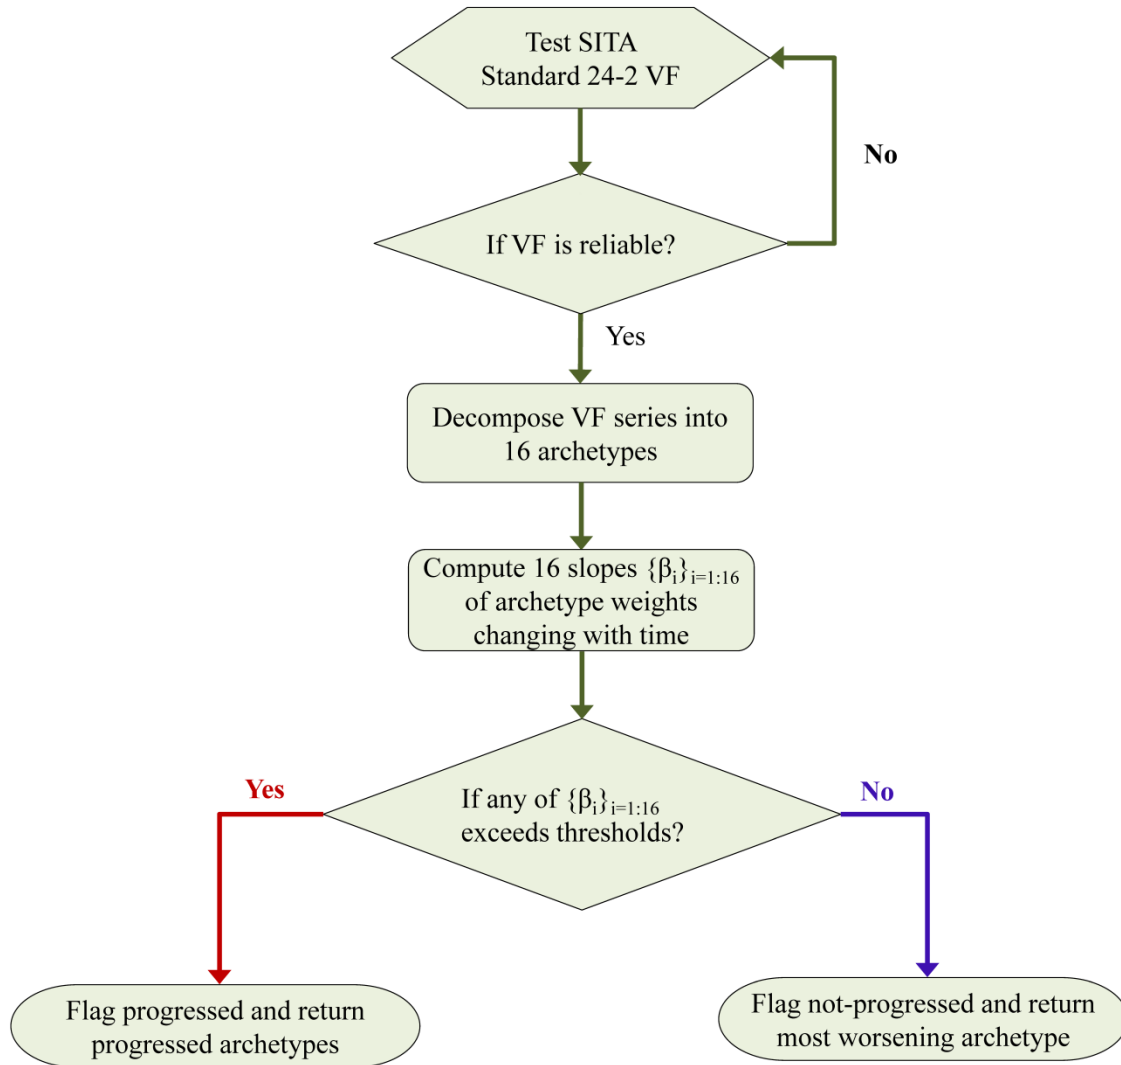 Test SITA
Standard 24-2 VF
No
If VF is reliable?
Yes
Decompose VF series into
16 archetypes
Compute 16 slopes {βᵢ}ᵢ₌₁:₁₆
of archetype weights
changing with time
Yes
No
If any of {βᵢ}ᵢ₌₁:₁₆
exceeds thresholds?
Flag progressed and return
progressed archetypes
Flag not-progressed and return
most worsening archetype